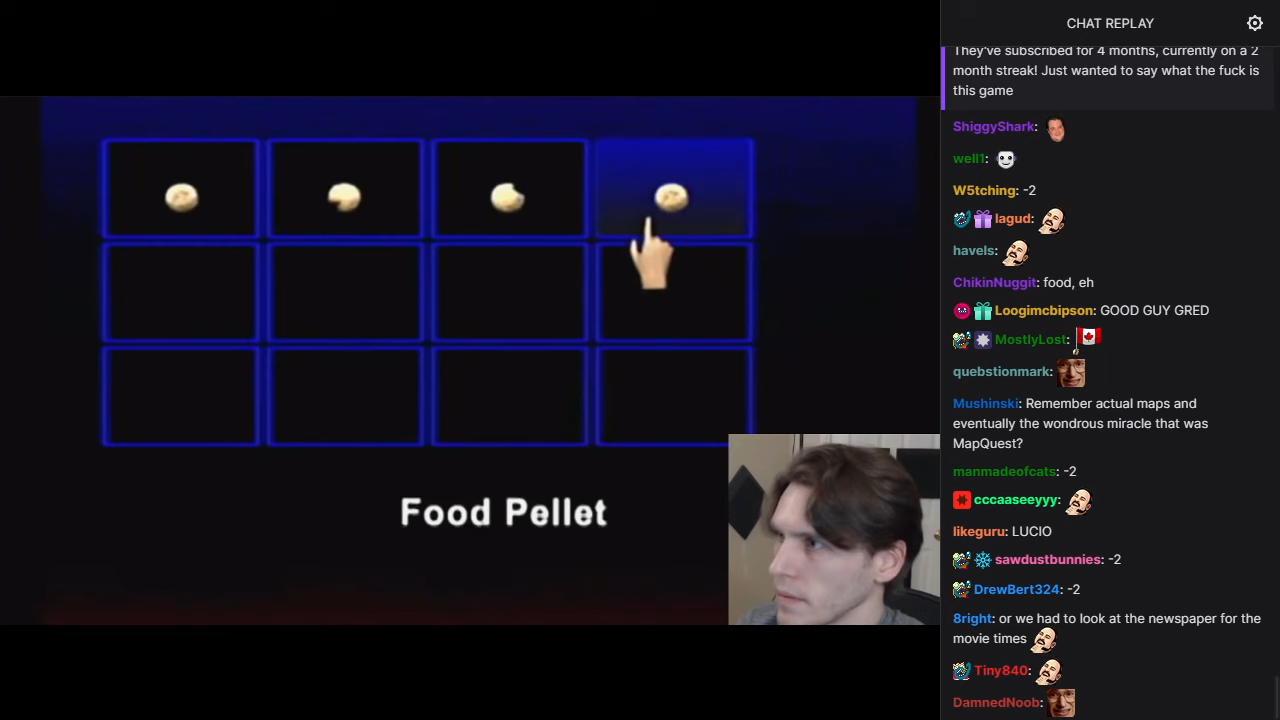 CHAT REPLAY
They've subscribed for 4 months, currently on a 2
month streak! Just wanted to say what the fuck is
this game
ShiggyShark:
well1:
W5tching: -2
lagud:
havels:
ChikinNuggit: food, eh
Loogimcbipson: GOOD GUY GRED
MostlyLost:
quebstionmark:
Mushinski: Remember actual maps and
eventually the wondrous miracle that was
MapQuest?
manmadeofcats: -2
cccaaseeyyy:
likeguru: LUCIO
sawdustbunnies: -2
DrewBert324: -2
8right: or we had to look at the newspaper for the
movie times
Tiny840:
DamnedNoob:
Food Pellet